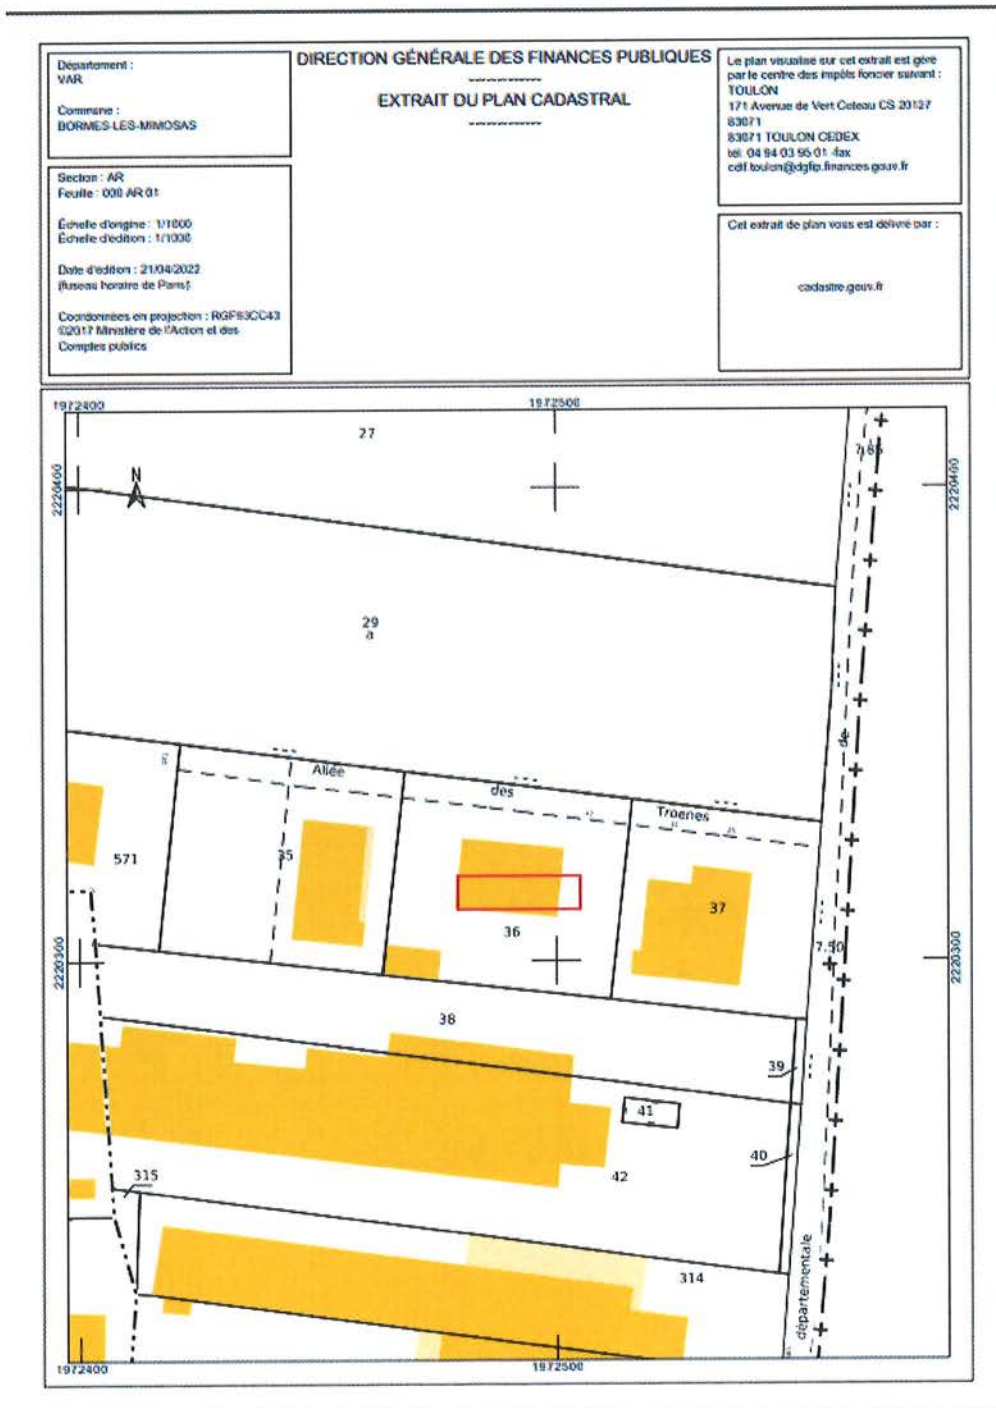 Département :
VAR
Commune :
BORMES-LES-MIMOSAS
Section : AR
Feuille : 000 AR 01
Échelle d'origine : 1/1000
Échelle d'édition : 1/1000
Date d'édition : 21/04/2022
(fuseau horaire de Paris)
Coordonnées en projection : RGF93CC43
©2017 Ministère de l'Action et des
Comptes publics
DIRECTION GÉNÉRALE DES FINANCES PUBLIQUES
-------------
EXTRAIT DU PLAN CADASTRAL
-------------
Le plan visualisé sur cet extrait est géré
par le centre des impôts foncier suivant :
TOULON
171 Avenue de Vert Coteau CS 20127
83071
83071 TOULON CEDEX
tél. 04 94 03 95 01 -fax
cdif.toulon@dgfip.finances.gouv.fr
Cet extrait de plan vous est délivré par :
cadastre.gouv.fr
1972400
1972500
27
7.85
N
2220400
2220400
29
a
de
Allée
des
Troenes
571
35
37
36
7.50
2220300
2220300
38
39
41
40
42
315
314
départementale
1972400
1972500